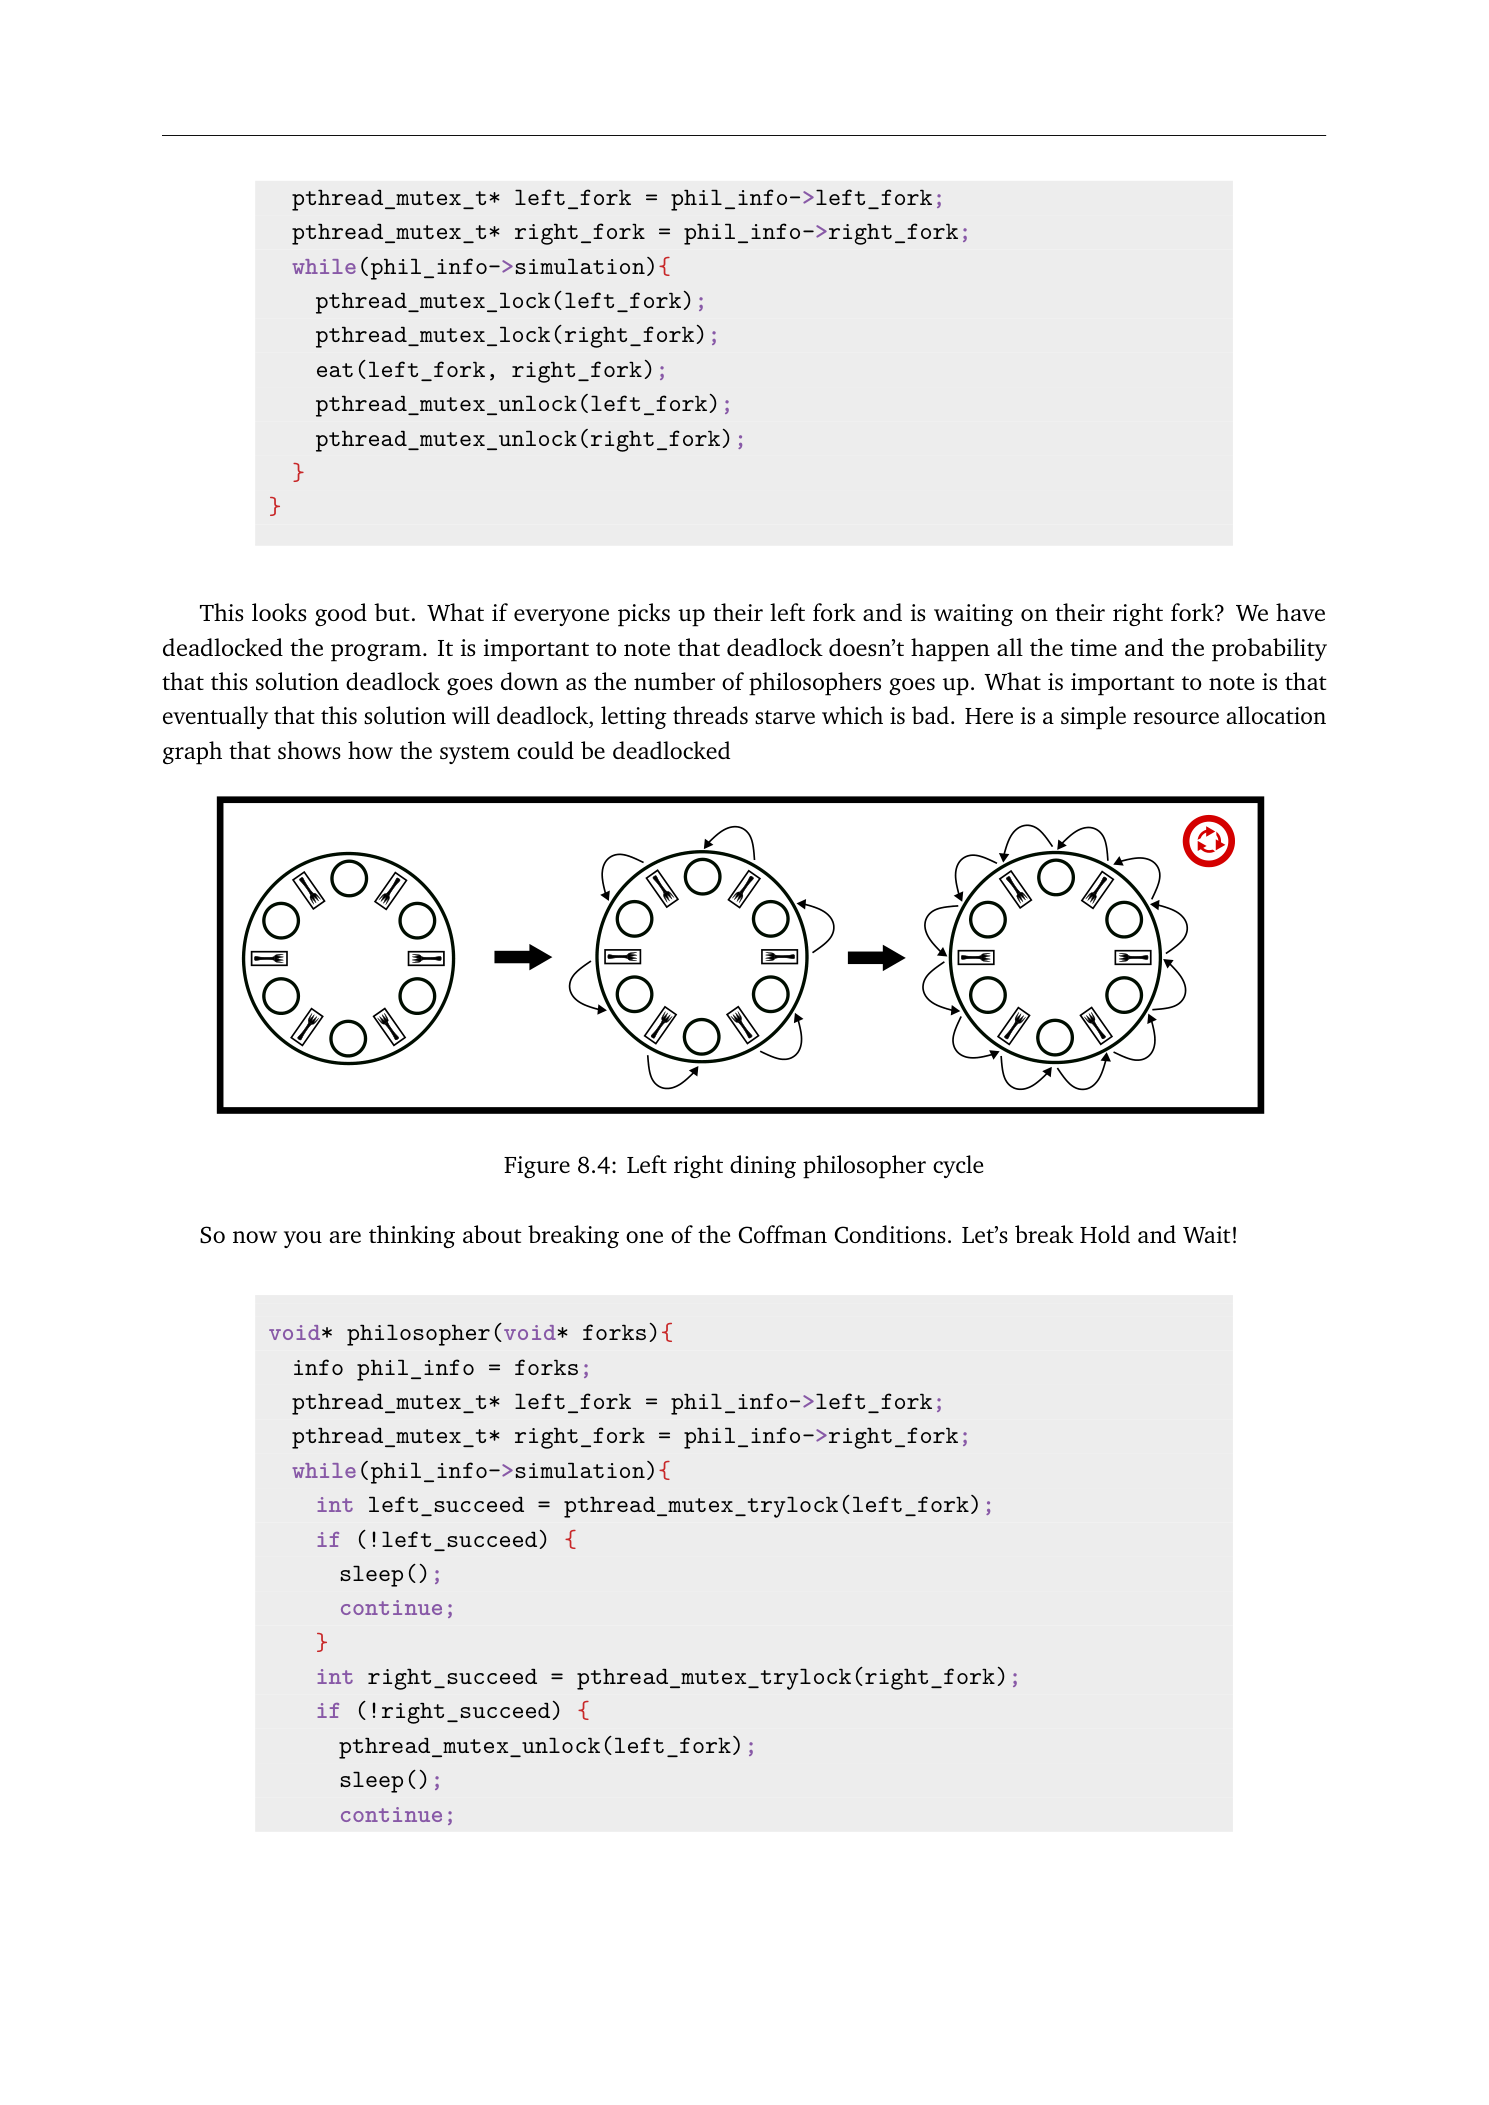 pthread_mutex_t* left_fork = phil_info->left_fork;
pthread_mutex_t* right_fork = phil_info->right_fork;
while(phil_info->simulation){
pthread_mutex_lock(left_fork);
pthread_mutex_lock(right_fork);
eat(left_fork, right_fork);
pthread_mutex_unlock(left_fork);
pthread_mutex_unlock(right_fork);
}
}
This looks good but. What if everyone picks up their left fork and is waiting on their right fork? We have
deadlocked the program. It is important to note that deadlock doesn’t happen all the time and the probability
that this solution deadlock goes down as the number of philosophers goes up. What is important to note is that
eventually that this solution will deadlock, letting threads starve which is bad. Here is a simple resource allocation
graph that shows how the system could be deadlocked
Figure 8.4: Left right dining philosopher cycle
So now you are thinking about breaking one of the Coffman Conditions. Let’s break Hold and Wait!
void* philosopher(void* forks){
info phil_info = forks;
pthread_mutex_t* left_fork = phil_info->left_fork;
pthread_mutex_t* right_fork = phil_info->right_fork;
while(phil_info->simulation){
int left_succeed = pthread_mutex_trylock(left_fork);
if (!left_succeed) {
sleep();
continue;
}
int right_succeed = pthread_mutex_trylock(right_fork);
if (!right_succeed) {
pthread_mutex_unlock(left_fork);
sleep();
continue;